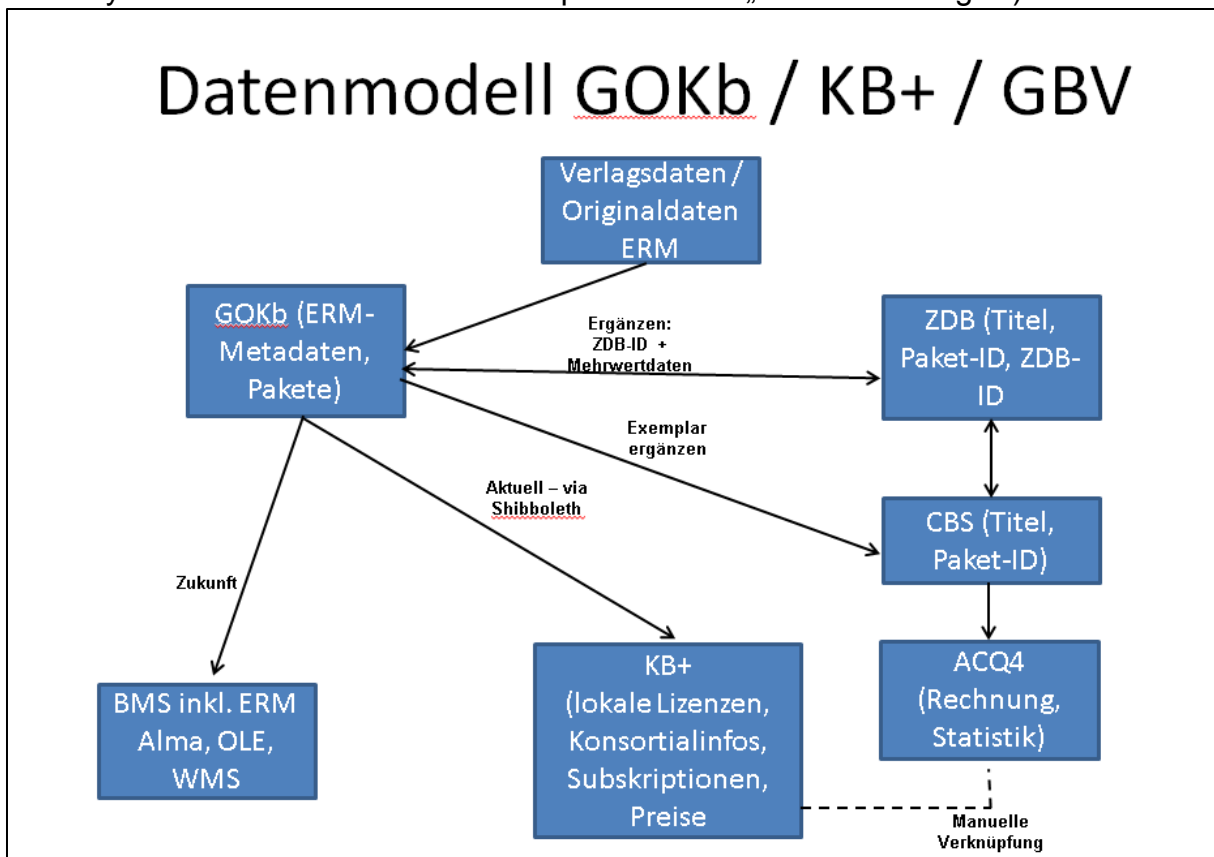 Datenmodell GOKb / KB+ / GBV
Verlagsdaten /
Originaldaten
ERM
GOKb (ERM-
Metadaten,
Pakete)
Ergänzen:
ZDB-ID +
Mehrwertdaten
ZDB (Titel,
Paket-ID, ZDB-
ID
Exemplar
ergänzen
Aktuell – via
Shibboleth
CBS (Titel,
Paket-ID)
Zukunft
BMS inkl. ERM
Alma, OLE,
WMS
KB+
(lokale Lizenzen,
Konsortialinfos,
Subskriptionen,
Preise
ACQ4
(Rechnung,
Statistik)
Manuelle
Verknüpfung